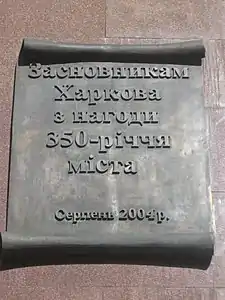 Засновникам
Харкова
з нагоди
350-річчя
міста
Серпень 2004 р.